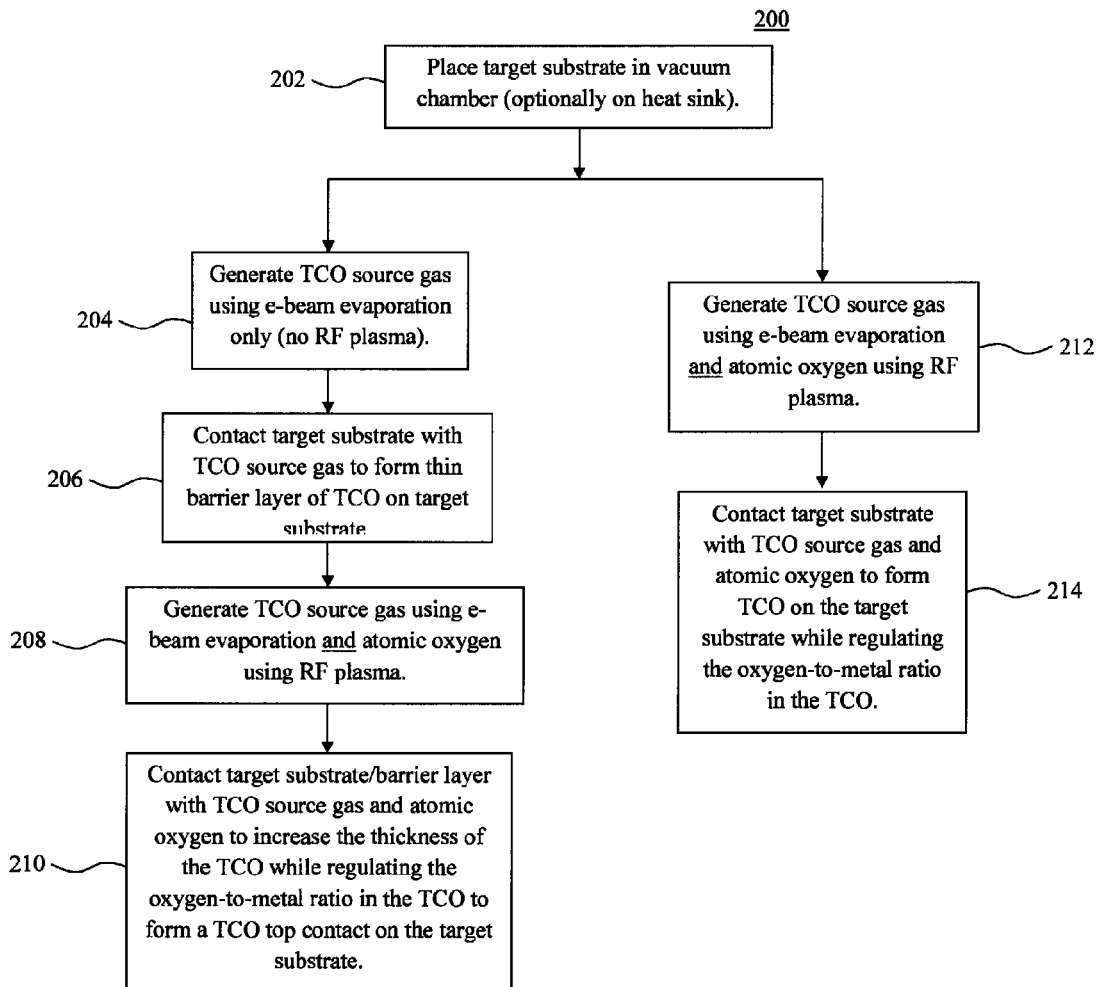 200
202
Place target substrate in vacuum
chamber (optionally on heat sink).
204
Generate TCO source gas
using e-beam evaporation
only (no RF plasma).
206
Contact target substrate with
TCO source gas to form thin
barrier layer of TCO on target
substrate
208
Generate TCO source gas using e-
beam evaporation and atomic oxygen
using RF plasma.
210
Contact target substrate/barrier layer
with TCO source gas and atomic
oxygen to increase the thickness of
the TCO while regulating the
oxygen-to-metal ratio in the TCO to
form a TCO top contact on the target
substrate.
Generate TCO source gas
using e-beam evaporation
and atomic oxygen using RF
plasma.
212
Contact target substrate
with TCO source gas and
atomic oxygen to form
TCO on the target
substrate while regulating
the oxygen-to-metal ratio
in the TCO.
214